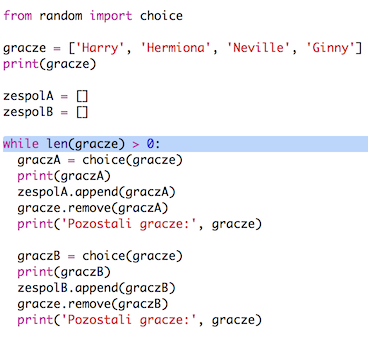 from random import choice
gracze = ['Harry', 'Hermiona', 'Neville', 'Ginny']
print(gracze)
zespolA = []
zespolB = []
while len(gracze) > 0:
  graczA = choice(gracze)
  print(graczA)
  zespolA.append(graczA)
  gracze.remove(graczA)
  print('Pozostali gracze:', gracze)
  graczB = choice(gracze)
  print(graczB)
  zespolB.append(graczB)
  gracze.remove(graczB)
  print('Pozostali gracze:', gracze)